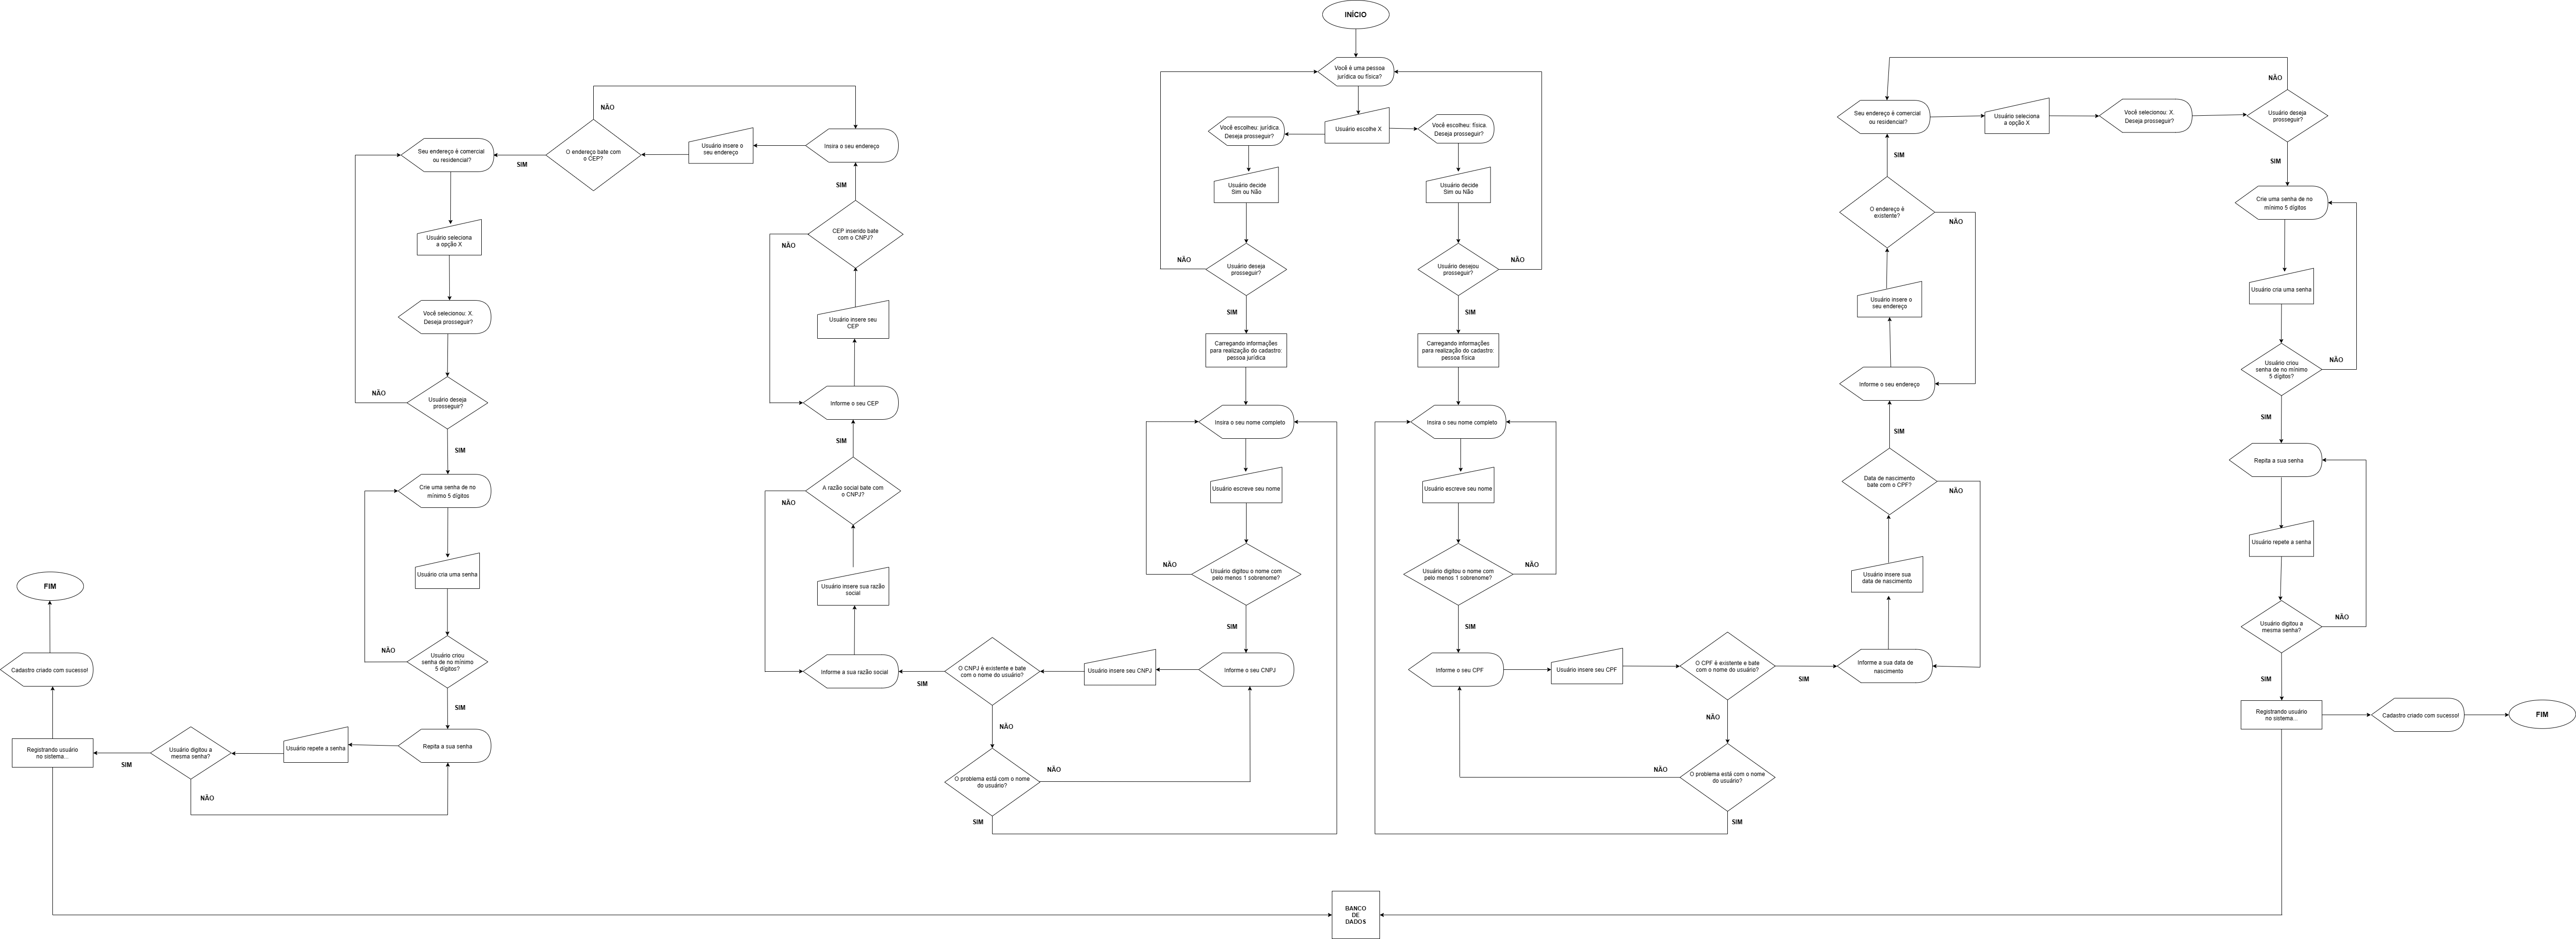 INÍCIO
Você é uma pessoa
jurídica ou física?
Usuário escolhe X
Você escolheu: jurídica.
Deseja prosseguir?
Usuário decide
Sim ou Não
Usuário deseja
prosseguir?
NÃO
SIM
Carregando informações
para realização do cadastro:
pessoa jurídica
Insira o seu nome completo
Usuário escreve seu nome
Usuário digitou o nome com
pelo menos 1 sobrenome?
NÃO
SIM
Informe o seu CNPJ
Usuário insere seu CNPJ
O CNPJ é existente e bate
com o nome do usuário?
SIM
NÃO
O problema está com o nome
do usuário?
NÃO
SIM
Informe a sua razão social
Usuário insere sua razão
social
A razão social bate com
o CNPJ?
NÃO
SIM
Informe o seu CEP
Usuário insere seu
CEP
CEP inserido bate
com o CNPJ?
NÃO
SIM
Insira o seu endereço
Usuário insere o
seu endereço
O endereço bate com
o CEP?
NÃO
SIM
Seu endereço è comercial
ou residencial?
Usuário seleciona
a opção X
Você selecionou: X.
Deseja prosseguir?
Usuário deseja
prosseguir?
NÃO
SIM
Crie uma senha de no
mínimo 5 dígitos
Usuário cria uma senha
Usuário criou
senha de no mínimo
5 dígitos?
NÃO
SIM
Repita a sua senha
Usuário repete a senha
Usuário digitou a
mesma senha?
SIM
NÃO
Registrando usuário
no sistema...
Cadastro criado com sucesso!
FIM
Você escolheu: física.
Deseja prosseguir?
Usuário decide
Sim ou Não
Usuário desejou
prosseguir?
NÃO
SIM
Carregando informações
para realização do cadastro:
pessoa física
Insira o seu nome completo
Usuário escreve seu nome
Usuário digitou o nome com
pelo menos 1 sobrenome?
NÃO
SIM
Informe o seu CPF
Usuário insere seu CPF
O CPF é existente e bate
com o nome do usuário?
SIM
NÃO
O problema está com o nome
do usuário?
NÃO
SIM
Informe a sua data de
nascimento
Usuário insere sua
data de nascimento
Data de nascimento
bate com o CPF?
NÃO
SIM
Informe o seu endereço
Usuário insere o
seu endereço
O endereço é
existente?
NÃO
SIM
Seu endereço è comercial
ou residencial?
Usuário seleciona
a opção X
Você selecionou: X.
Deseja prosseguir?
Usuário deseja
prosseguir?
NÃO
SIM
Crie uma senha de no
mínimo 5 dígitos
Usuário cria uma senha
Usuário criou
senha de no mínimo
5 dígitos?
NÃO
SIM
Repita a sua senha
Usuário repete a senha
Usuário digitou a
mesma senha?
NÃO
SIM
Registrando usuário
no sistema...
Cadastro criado com sucesso!
FIM
BANCO
DE
DADOS